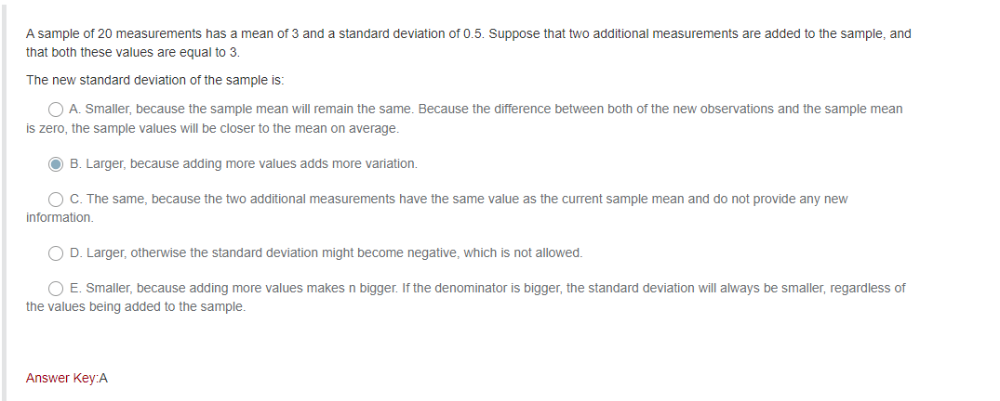 A sample of 20 measurements has a mean of 3 and a standard deviation of 0.5. Suppose that two additional measurements are added to the sample, and
that both these values are equal to 3.
The new standard deviation of the sample is:
A. Smaller, because the sample mean will remain the same. Because the difference between both of the new observations and the sample mean
is zero, the sample values will be closer to the mean on average.
B. Larger, because adding more values adds more variation.
C. The same, because the two additional measurements have the same value as the current sample mean and do not provide any new
information.
D. Larger, otherwise the standard deviation might become negative, which is not allowed.
E. Smaller, because adding more values makes n bigger. If the denominator is bigger, the standard deviation will always be smaller, regardless of
the values being added to the sample.
Answer Key:A